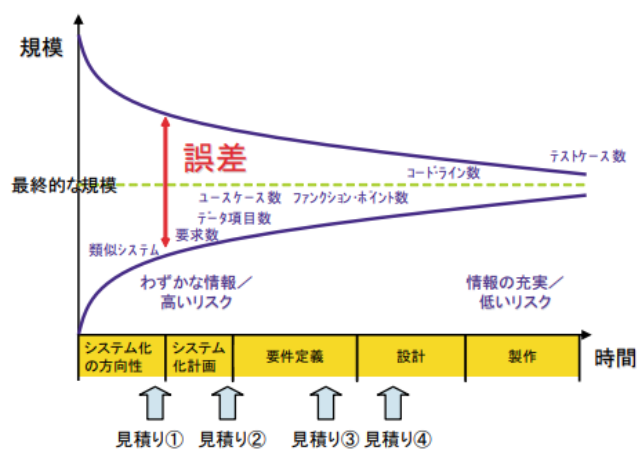 規模
誤差
最終的な規模
テストケース数
コードライン数
ユースケース数 ファンクション・ポイント数
データ項目数
要求数
類似システム
わずかな情報／
高いリスク
情報の充実／
低いリスク
システム化
の方向性
システム
化計画
要件定義
設計
製作
時間
見積り①
見積り②
見積り③
見積り④